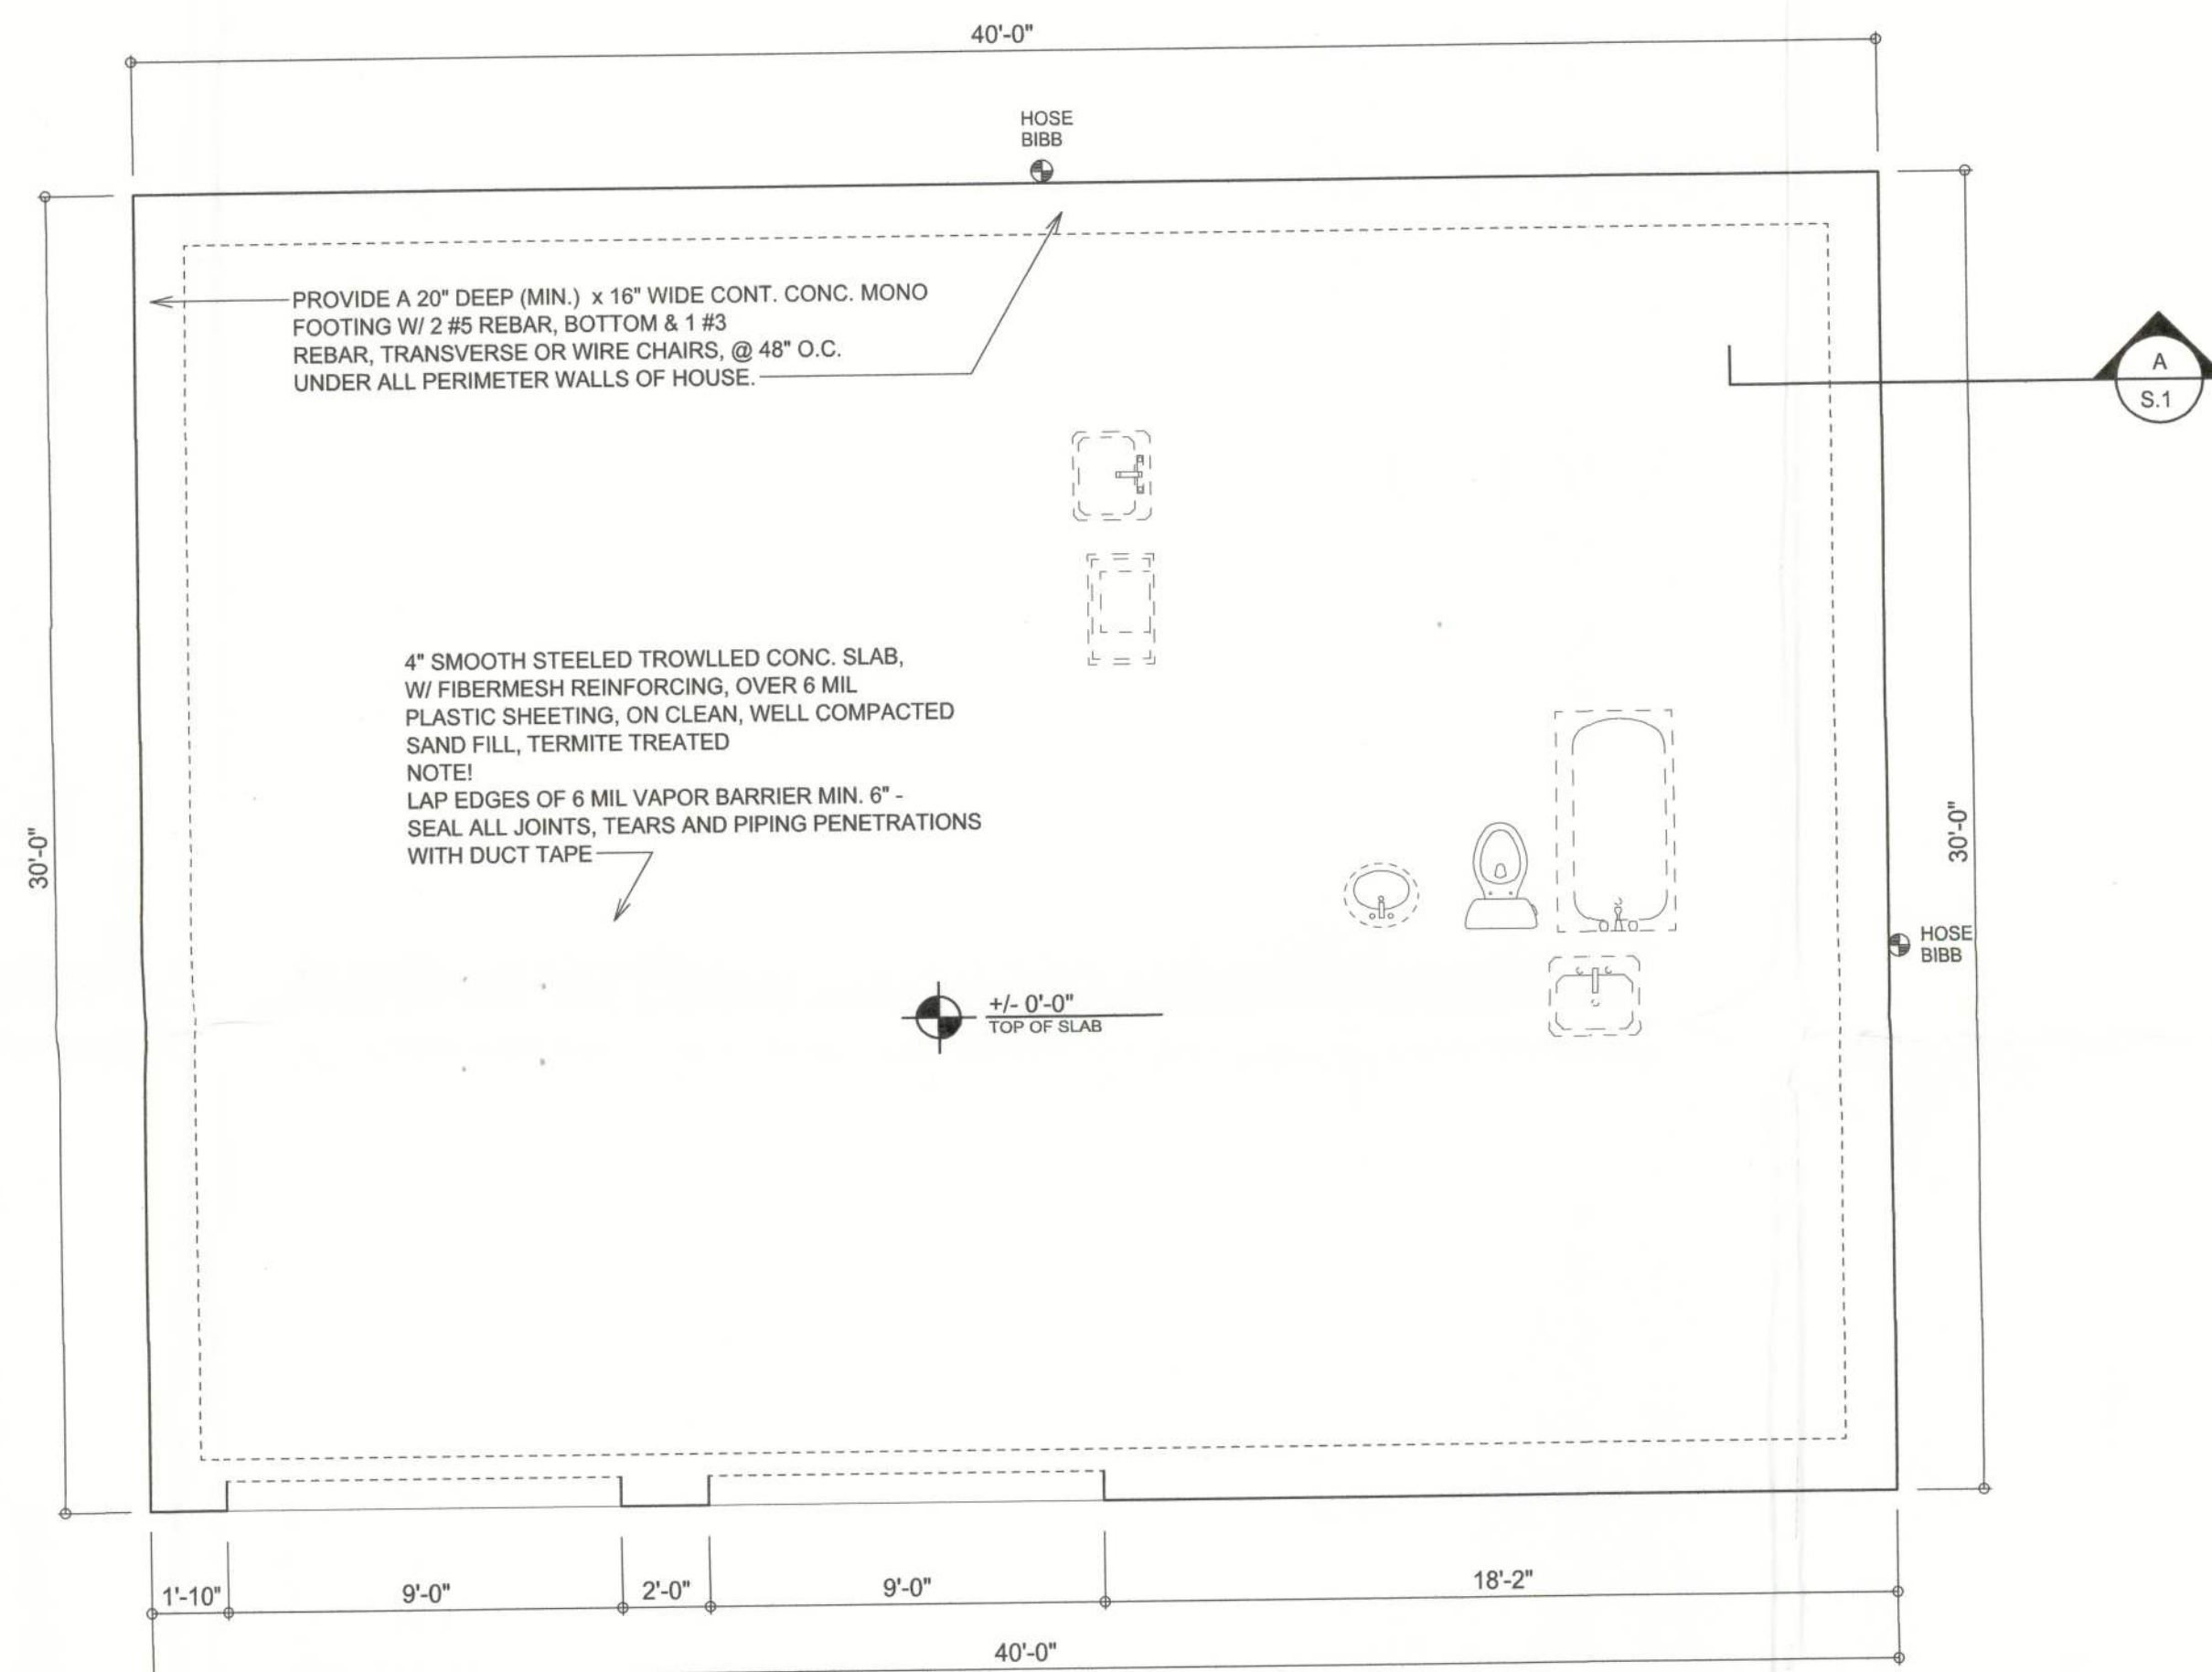 40'-0"
HOSE
BIBB
PROVIDE A 20" DEEP (MIN.) x 16" WIDE CONT. CONC. MONO
FOOTING W/ 2 #5 REBAR, BOTTOM & 1 #3
REBAR, TRANSVERSE OR WIRE CHAIRS, @ 48" O.C.
UNDER ALL PERIMETER WALLS OF HOUSE.
A
S.1
4" SMOOTH STEELED TROWLLED CONC. SLAB,
W/ FIBERMESH REINFORCING, OVER 6 MIL
PLASTIC SHEETING, ON CLEAN, WELL COMPACTED
SAND FILL, TERMITE TREATED
NOTE!
LAP EDGES OF 6 MIL VAPOR BARRIER MIN. 6" -
SEAL ALL JOINTS, TEARS AND PIPING PENETRATIONS
WITH DUCT TAPE
30'-0"
30'-0"
HOSE
BIBB
+/- 0'-0"
TOP OF SLAB
1'-10"
9'-0"
2'-0"
9'-0"
18'-2"
40'-0"